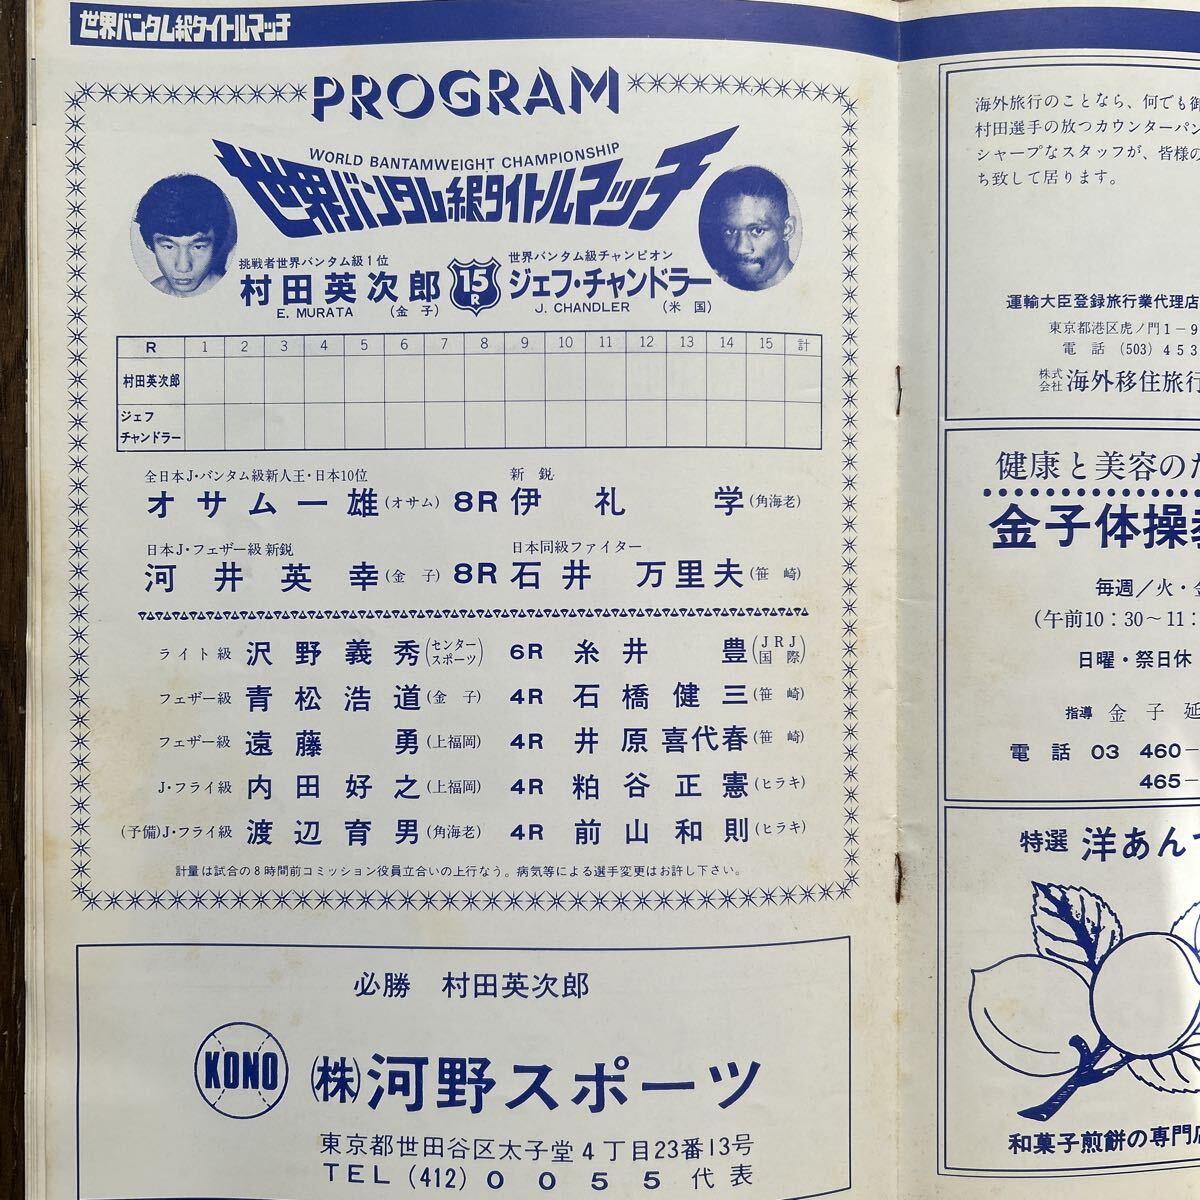 世界バンタム級タイトルマッチ
PROGRAM
WORLD BANTAMWEIGHT CHAMPIONSHIP
世界バンタム級タイトルマッチ
挑戦者世界バンタム級1位
村田英次郎
E. MURATA (金子)
15R
世界バンタム級チャンピオン
ジェフ・チャンドラー
J. CHANDLER (米国)
R 1 2 3 4 5 6 7 8 9 10 11 12 13 14 15 計
村田英次郎
ジェフ
チャンドラー
全日本J・バンタム級新人王・日本10位 新鋭
オサム一雄(オサム) 8R 伊礼 学(角海老)
日本J・フェザー級 新鋭 日本同級ファイター
河井英幸(金子) 8R 石井 万里夫(笹崎)
ライト級 沢野義秀(センタースポーツ) 6R 糸井 豊(JRJ国際)
フェザー級 青松浩道(金子) 4R 石橋健三(笹崎)
フェザー級 遠藤 勇(上福岡) 4R 井原喜代春(笹崎)
J・フライ級 内田好之(上福岡) 4R 粕谷正憲(ヒラキ)
(予備)J・フライ級 渡辺育男(角海老) 4R 前山和則(ヒラキ)
計量は試合の8時間前コミッション役員立合いの上行なう。病気等による選手変更はお許し下さい。
必勝 村田英次郎
KONO
(株)河野スポーツ
東京都世田谷区太子堂4丁目23番13号
TEL (412) 0055 代表
海外旅行のことなら、何でも御
村田選手の放つカウンターパン
シャープなスタッフが、皆様の
ち致して居ります。
運輸大臣登録旅行業代理店
東京都港区虎ノ門1-9
電話 (503) 453
株式会社 海外移住旅行
健康と美容のた
金子体操
毎週／火・金
(午前10:30〜11:
日曜・祭日休
指導 金子 延
電話 03 460-
465-
特選 洋あん
和菓子煎餅の専門店